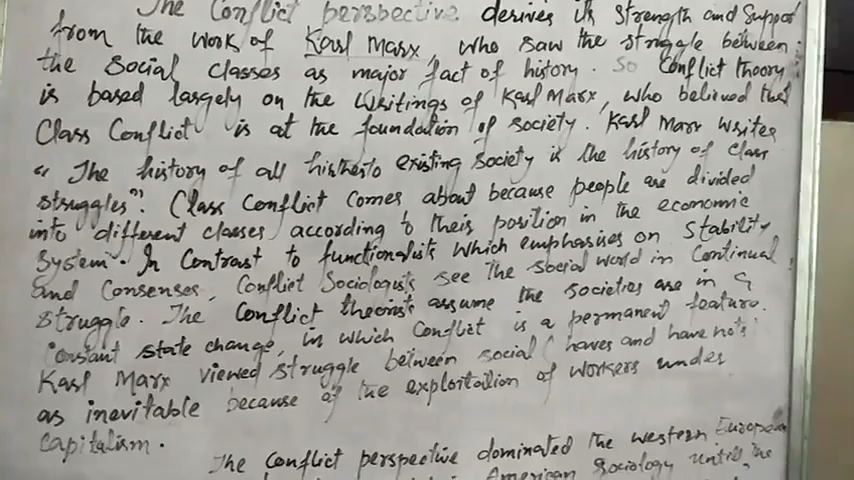 The Conflict perspective derives its strength and Support
from the work of Karl Marx, who saw the struggle between
the Social Classes as major fact of history. So Conflict theory
is based largely on the Writings of Karl Marx, who believed that
Class Conflict is at the foundation of society. Karl Marx writes
" The history of all hitherto existing Society is the history of class
struggles". Class Conflict comes about because people are divided
into different classes according to their position in the economic
System. In Contrast to functionalists which emphasises on Stability
and Consenses, Conflict Sociologists see the social world in Continual
Struggle. The Conflict theorists assume the societies are in a
Constant state change, in which Conflict is a permanent feature.
Karl Marx viewed struggle between social (haves and have nots
as inevitable because of the exploitation of workers under
Capitalism.
The Conflict perspective dominated the western European
American sociology until the